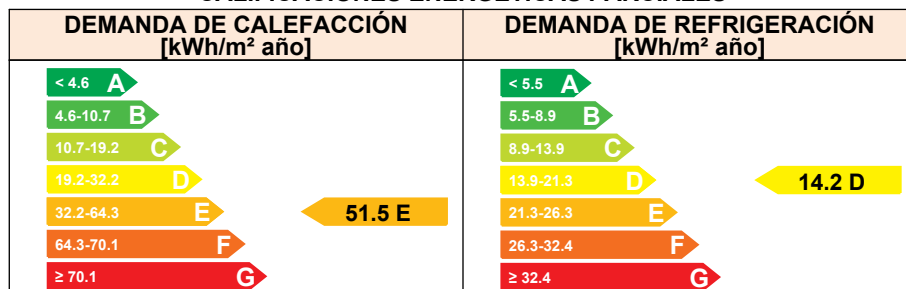 DEMANDA DE CALEFACCIÓN
[kWh/m² año]
< 4.6 A
4.6-10.7 B
10.7-19.2 C
19.2-32.2 D
32.2-64.3 E
64.3-70.1 F
≥ 70.1 G
51.5 E
DEMANDA DE REFRIGERACIÓN
[kWh/m² año]
< 5.5 A
5.5-8.9 B
8.9-13.9 C
13.9-21.3 D
21.3-26.3 E
26.3-32.4 F
≥ 32.4 G
14.2 D